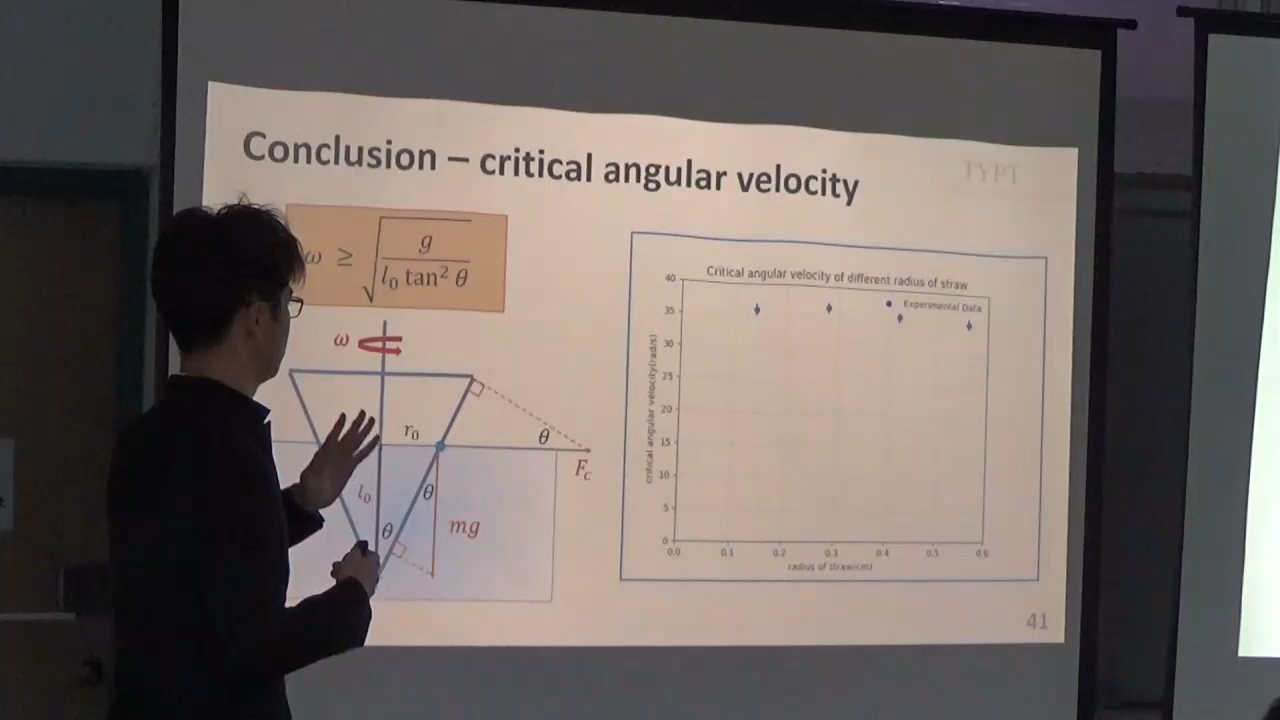 Conclusion – critical angular velocity
TYPT
ω ≥ √(g / (l₀ tan² θ))
ω
r₀
θ
F_c
l₀
θ
θ
mg
Critical angular velocity of different radius of straw
Experimental Data
critical angular velocity(rad/s)
40
35
30
25
20
15
10
5
0
0.0 0.1 0.2 0.3 0.4 0.5 0.6
radius of straw(cm)
41